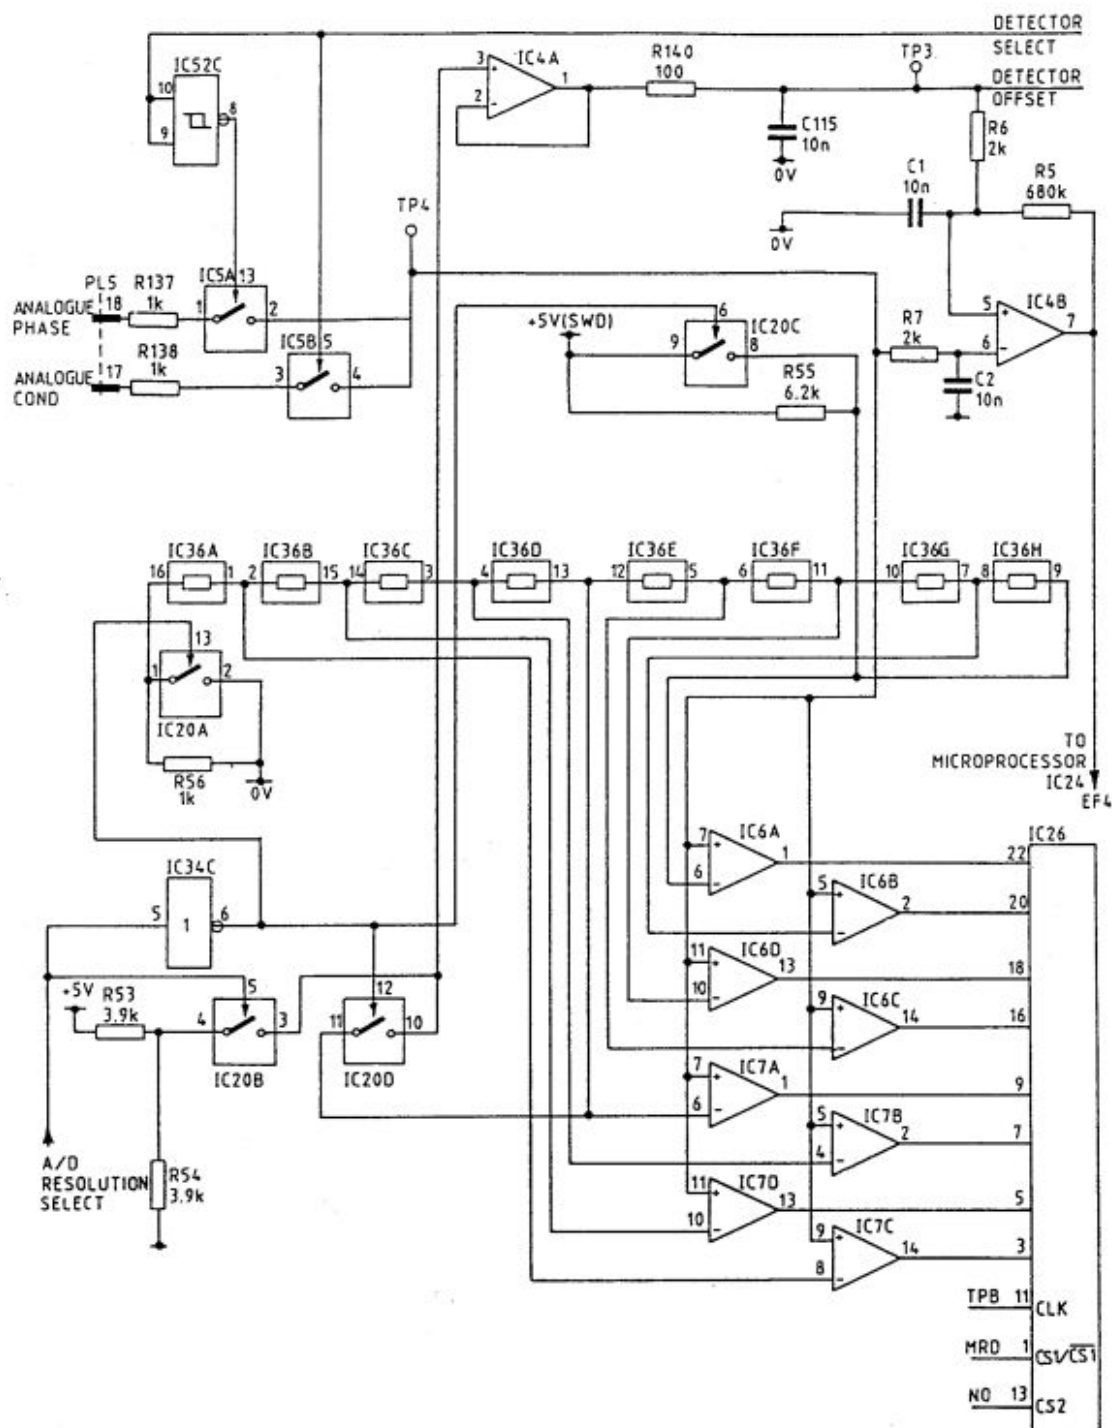 DETECTOR
SELECT
IC52C
10
8
9
3
IC4A
+
1
2
-
R140
100
TP3
DETECTOR
OFFSET
C115
10n
0V
R6
2k
C1
10n
R5
680k
0V
TP4
ANALOGUE
PHASE
PL5
18
R137
1k
IC5A
13
1
2
R138
1k
IC5B
5
ANALOGUE
COND
17
3
4
+5V(SWD)
6
IC20C
9
8
R55
6.2k
R7
2k
5
+
IC4B
7
6
-
C2
10n
IC36A
16
1
IC36B
2
15
IC36C
14
3
IC36D
4
13
IC36E
12
5
IC36F
6
11
IC36G
10
7
IC36H
8
9
13
1
2
IC20A
R56
1k
0V
TO
MICROPROCESSOR
IC24
EF4
IC34C
5
1
6
+5V
R53
3.9k
5
4
3
IC20B
12
11
10
IC20D
A/D
RESOLUTION
SELECT
R54
3.9k
7
+
IC6A
1
6
-
5
+
IC6B
2
-
11
+
IC6D
13
10
-
9
+
IC6C
14
-
7
+
IC7A
1
6
-
5
+
IC7B
2
4
-
11
+
IC7D
13
10
-
9
+
IC7C
14
8
-
IC26
22
20
18
16
9
7
5
3
TPB 11 CLK
MRD 1 CS1/CS1
NO 13 CS2